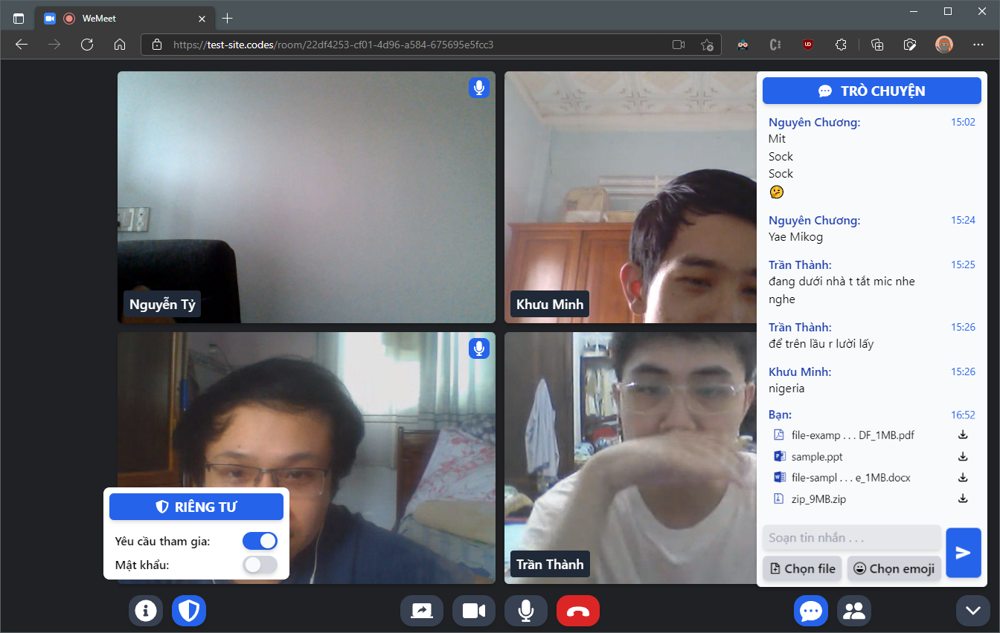 WeMeet
https://test-site.codes/room/22df4253-cf01-4d96-a584-675695e5fcc3
Nguyễn Tỷ
Khưu Minh
Trần Thành
RIÊNG TƯ
Yêu cầu tham gia:
Mật khẩu:
TRÒ CHUYỆN
Nguyên Chương: 15:02
Mit
Sock
Sock
Nguyên Chương: 15:24
Yae Mikog
Trần Thành: 15:25
đang dưới nhà t tắt mic nhe
nghe
Trần Thành: 15:26
để trên lầu r lười lấy
Khưu Minh: 15:26
nigeria
Bạn: 16:52
file-examp . . . DF_1MB.pdf
sample.ppt
file-sampl . . . e_1MB.docx
zip_9MB.zip
Soạn tin nhắn . . .
Chọn file
Chọn emoji